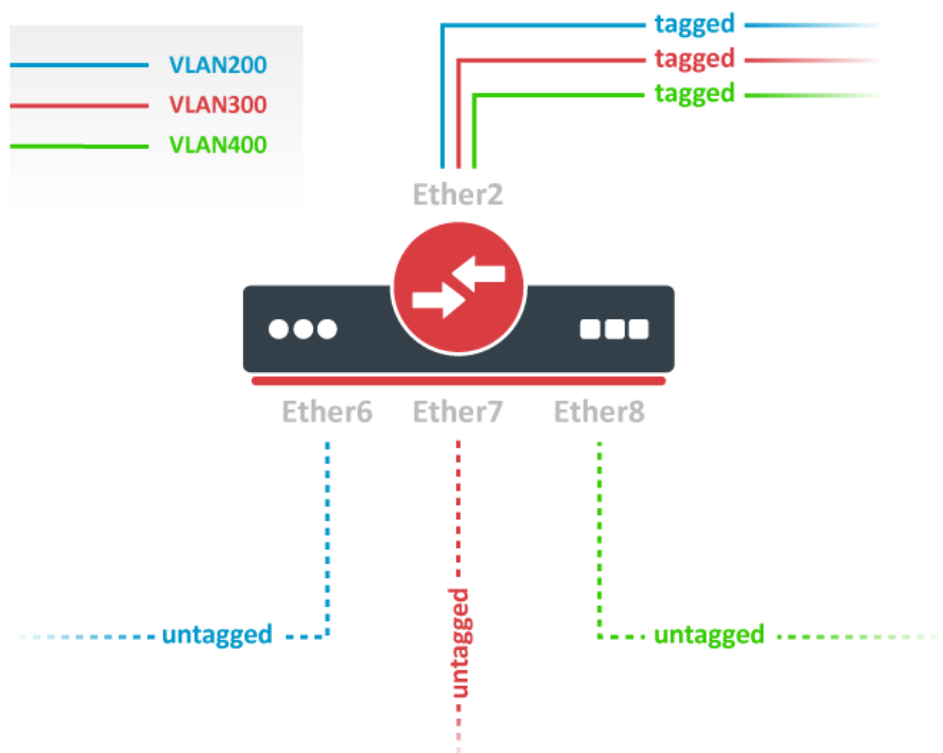 tagged
VLAN200
tagged
VLAN300
tagged
VLAN400
Ether2
Ether6 Ether7 Ether8
untagged
untagged
untagged